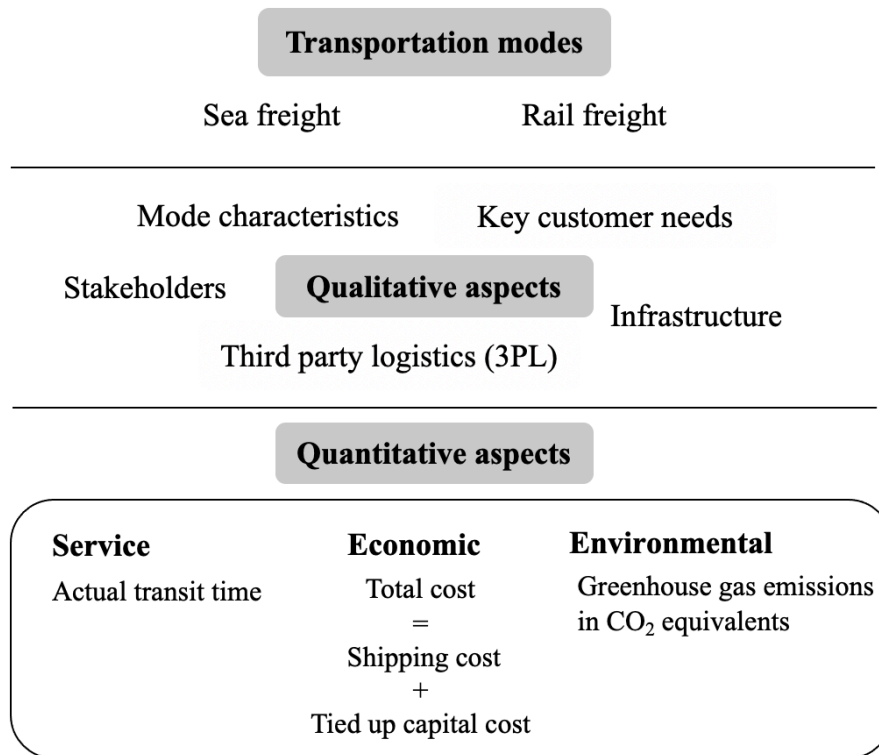 Transportation modes
Sea freight Rail freight
Mode characteristics Key customer needs
Stakeholders Qualitative aspects
Infrastructure
Third party logistics (3PL)
Quantitative aspects
Service Economic Environmental
Actual transit time Total cost Greenhouse gas emissions
= in CO₂ equivalents
Shipping cost
+
Tied up capital cost